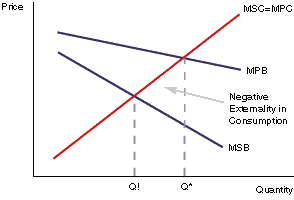 Price
MSC=MPC
MPB
Negative
Externality in
Consumption
MSB
Q!
Q*
Quantity